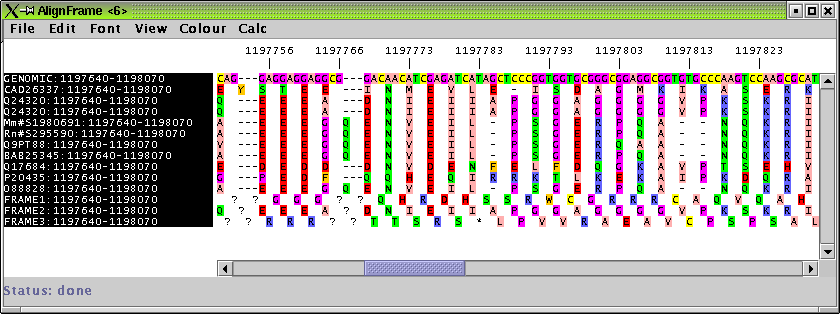 AlignFrame <6>
File Edit Font View Colour Calc
1197756 1197766 1197773 1197783 1197793 1197803 1197813 1197823
GENOMIC:1197640-1198070 CAG---GAGGAGGAGGCG---GACAACATCGAGATCATAGCTCCCGGTGGTGCGGGCGGAGGCGGTGTGCCCAAGTCCAAGCGCAT
CAD26337:1197640-1198070 E Y S T E E --- I N M E V L E - I S D A G M K I K A S E R K
Q24320:1197640-1198070 Q --- E E E A --- D N I E I I A P G G A G G G G V P K S K R I
Q24320:1197640-1198070 Q --- E E E A --- D N I E I I A P G G A G G G G V P K S K R I
Mm#S1980691:1197640-1198070 A --- E E E G Q E N V E I L - P S G E R P Q A - - N Q K R I
Rn#S295590:1197640-1198070 A --- E E E G Q E N V E I L - P S G E R P Q A - - N Q K R I
Q9PT88:1197640-1198070 V --- E E E G Q E N V E I L - P S G E R Q A A - - N Q K R I
BAB25345:1197640-1198070 A --- E E E G Q E N V E I L - P S G E R P Q A - - N Q K R I
Q17684:1197640-1198070 E --- D E E D --- E N V D E N F E L F D Q G K A V P T S E H V
P20435:1197640-1198070 G --- P E D F --- Q Q H E Q I R R K T L R K E K I P K N Q K R I
O88828:1197640-1198070 A --- E E E G Q E N V E I L - P S G E R P Q A - - N Q K R I
FRAME1:1197640-1198070 ? ? G G G ? ? Q H R D H S S R W C G R R R C A Q V Q A H
FRAME2:1197640-1198070 Q ? E E E A ? D N I E I I A P G G A G G G G V P K S K R I
FRAME3:1197640-1198070 ? ? R R R ? ? T T S R S * L P V V R A E A V C P S P S A L
Status: done